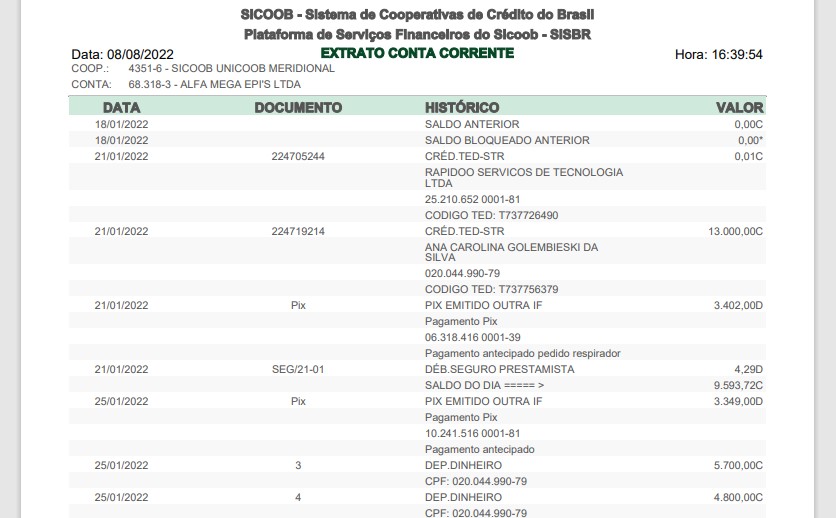 SICOOB - Sistema de Cooperativas de Crédito do Brasil
Plataforma de Serviços Financeiros do Sicoob - SISBR
Data: 08/08/2022 EXTRATO CONTA CORRENTE Hora: 16:39:54
COOP.: 4351-6 - SICOOB UNICOOB MERIDIONAL
CONTA: 68.318-3 - ALFA MEGA EPI'S LTDA
DATA DOCUMENTO HISTÓRICO VALOR
18/01/2022 SALDO ANTERIOR 0,00C
18/01/2022 SALDO BLOQUEADO ANTERIOR 0,00*
21/01/2022 224705244 CRÉD.TED-STR 0,01C
RAPIDOO SERVICOS DE TECNOLOGIA
LTDA
25.210.652 0001-81
CODIGO TED: T737726490
21/01/2022 224719214 CRÉD.TED-STR 13.000,00C
ANA CAROLINA GOLEMBIESKI DA
SILVA
020.044.990-79
CODIGO TED: T737756379
21/01/2022 Pix PIX EMITIDO OUTRA IF 3.402,00D
Pagamento Pix
06.318.416 0001-39
Pagamento antecipado pedido respirador
21/01/2022 SEG/21-01 DÉB.SEGURO PRESTAMISTA 4,29D
SALDO DO DIA ===== > 9.593,72C
25/01/2022 Pix PIX EMITIDO OUTRA IF 3.349,00D
Pagamento Pix
10.241.516 0001-81
Pagamento antecipado
25/01/2022 3 DEP.DINHEIRO 5.700,00C
CPF: 020.044.990-79
25/01/2022 4 DEP.DINHEIRO 4.800,00C
CPF: 020.044.990-79